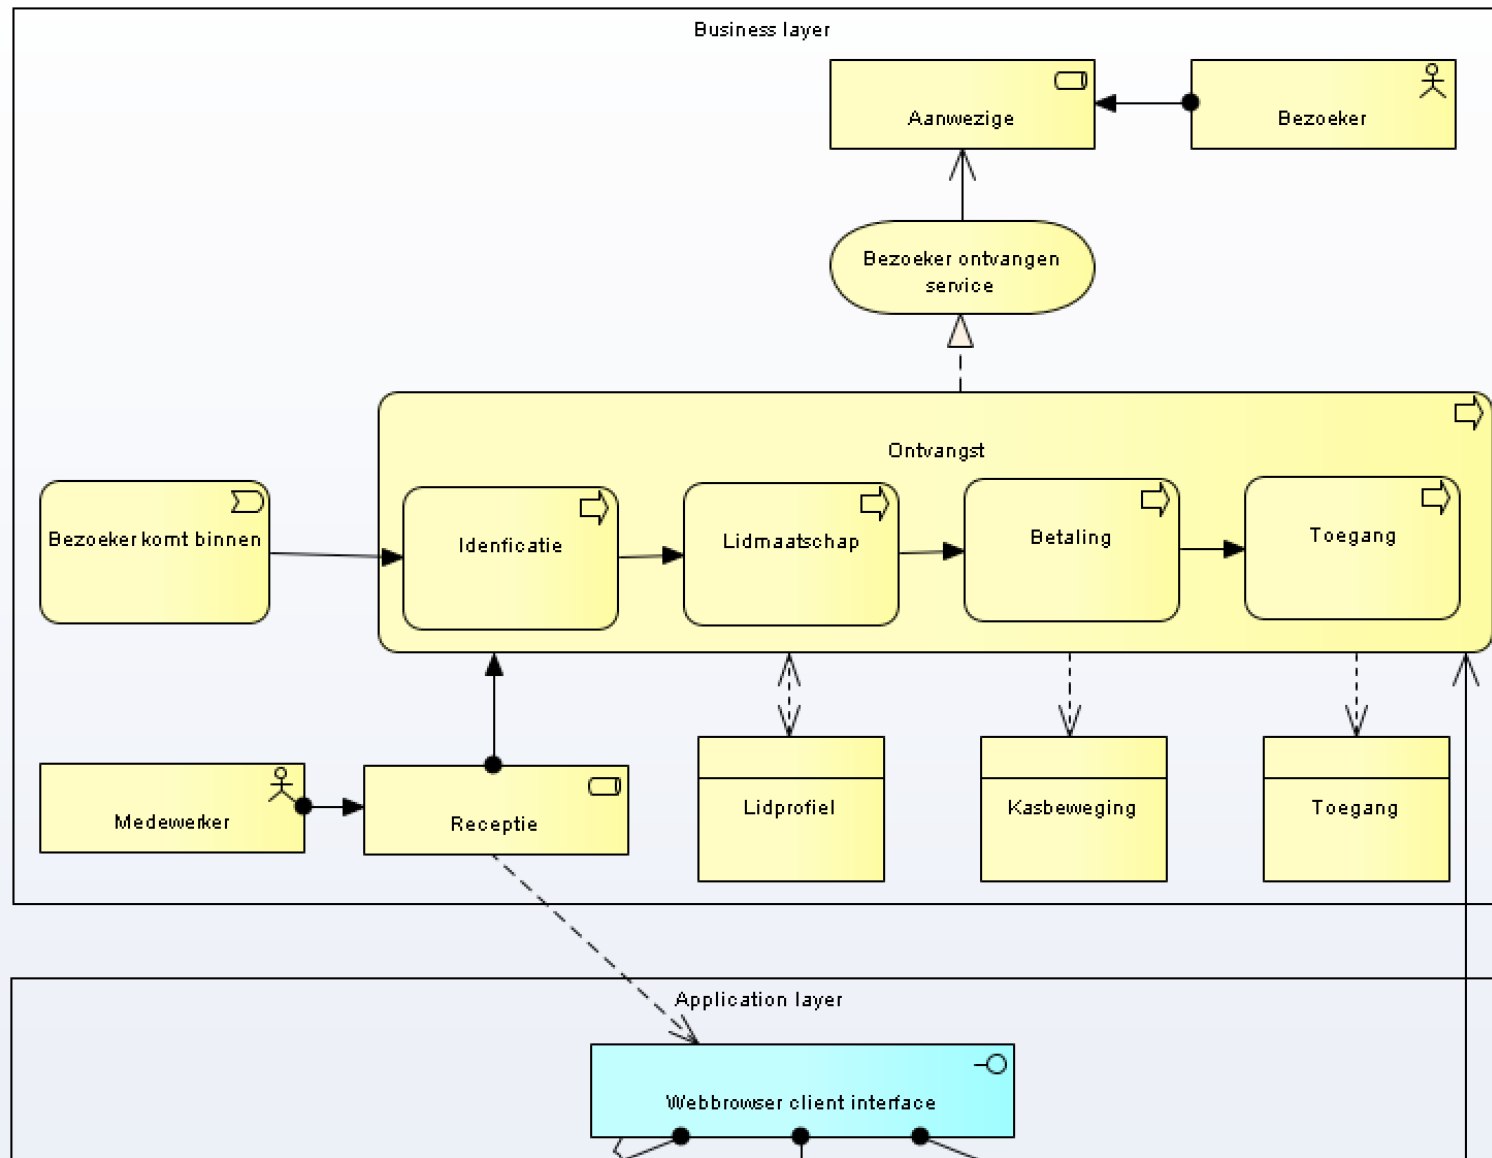 Business layer
Aanwezige
Bezoeker
Bezoeker ontvangen
service
Ontvangst
Bezoeker komt binnen
Idenficatie
Lidmaatschap
Betaling
Toegang
Medewerker
Receptie
Lidprofiel
Kasbeweging
Toegang
Application layer
Webbrowser client interface